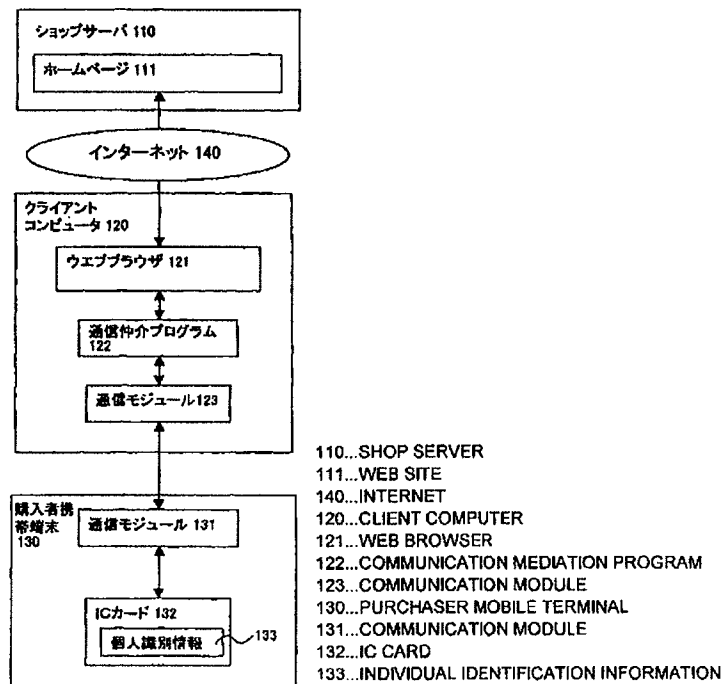 ショップサーバ 110
ホームページ 111
インターネット 140
クライアント
コンピュータ 120
ウエブブラウザ 121
通信仲介プログラム
122
通信モジュール123
購入者携
帯端末
130
通信モジュール 131
ICカード 132
個人識別情報
133
110...SHOP SERVER
111...WEB SITE
140...INTERNET
120...CLIENT COMPUTER
121...WEB BROWSER
122...COMMUNICATION MEDIATION PROGRAM
123...COMMUNICATION MODULE
130...PURCHASER MOBILE TERMINAL
131...COMMUNICATION MODULE
132...IC CARD
133...INDIVIDUAL IDENTIFICATION INFORMATION